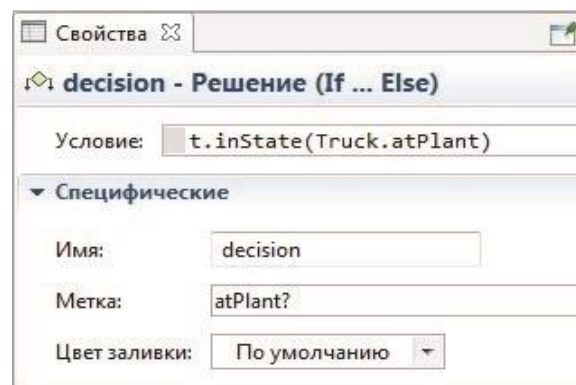 Свойства
decision - Решение (If ... Else)
Условие: t.inState(Truck.atPlant)
Специфические
Имя: decision
Метка: atPlant?
Цвет заливки: По умолчанию